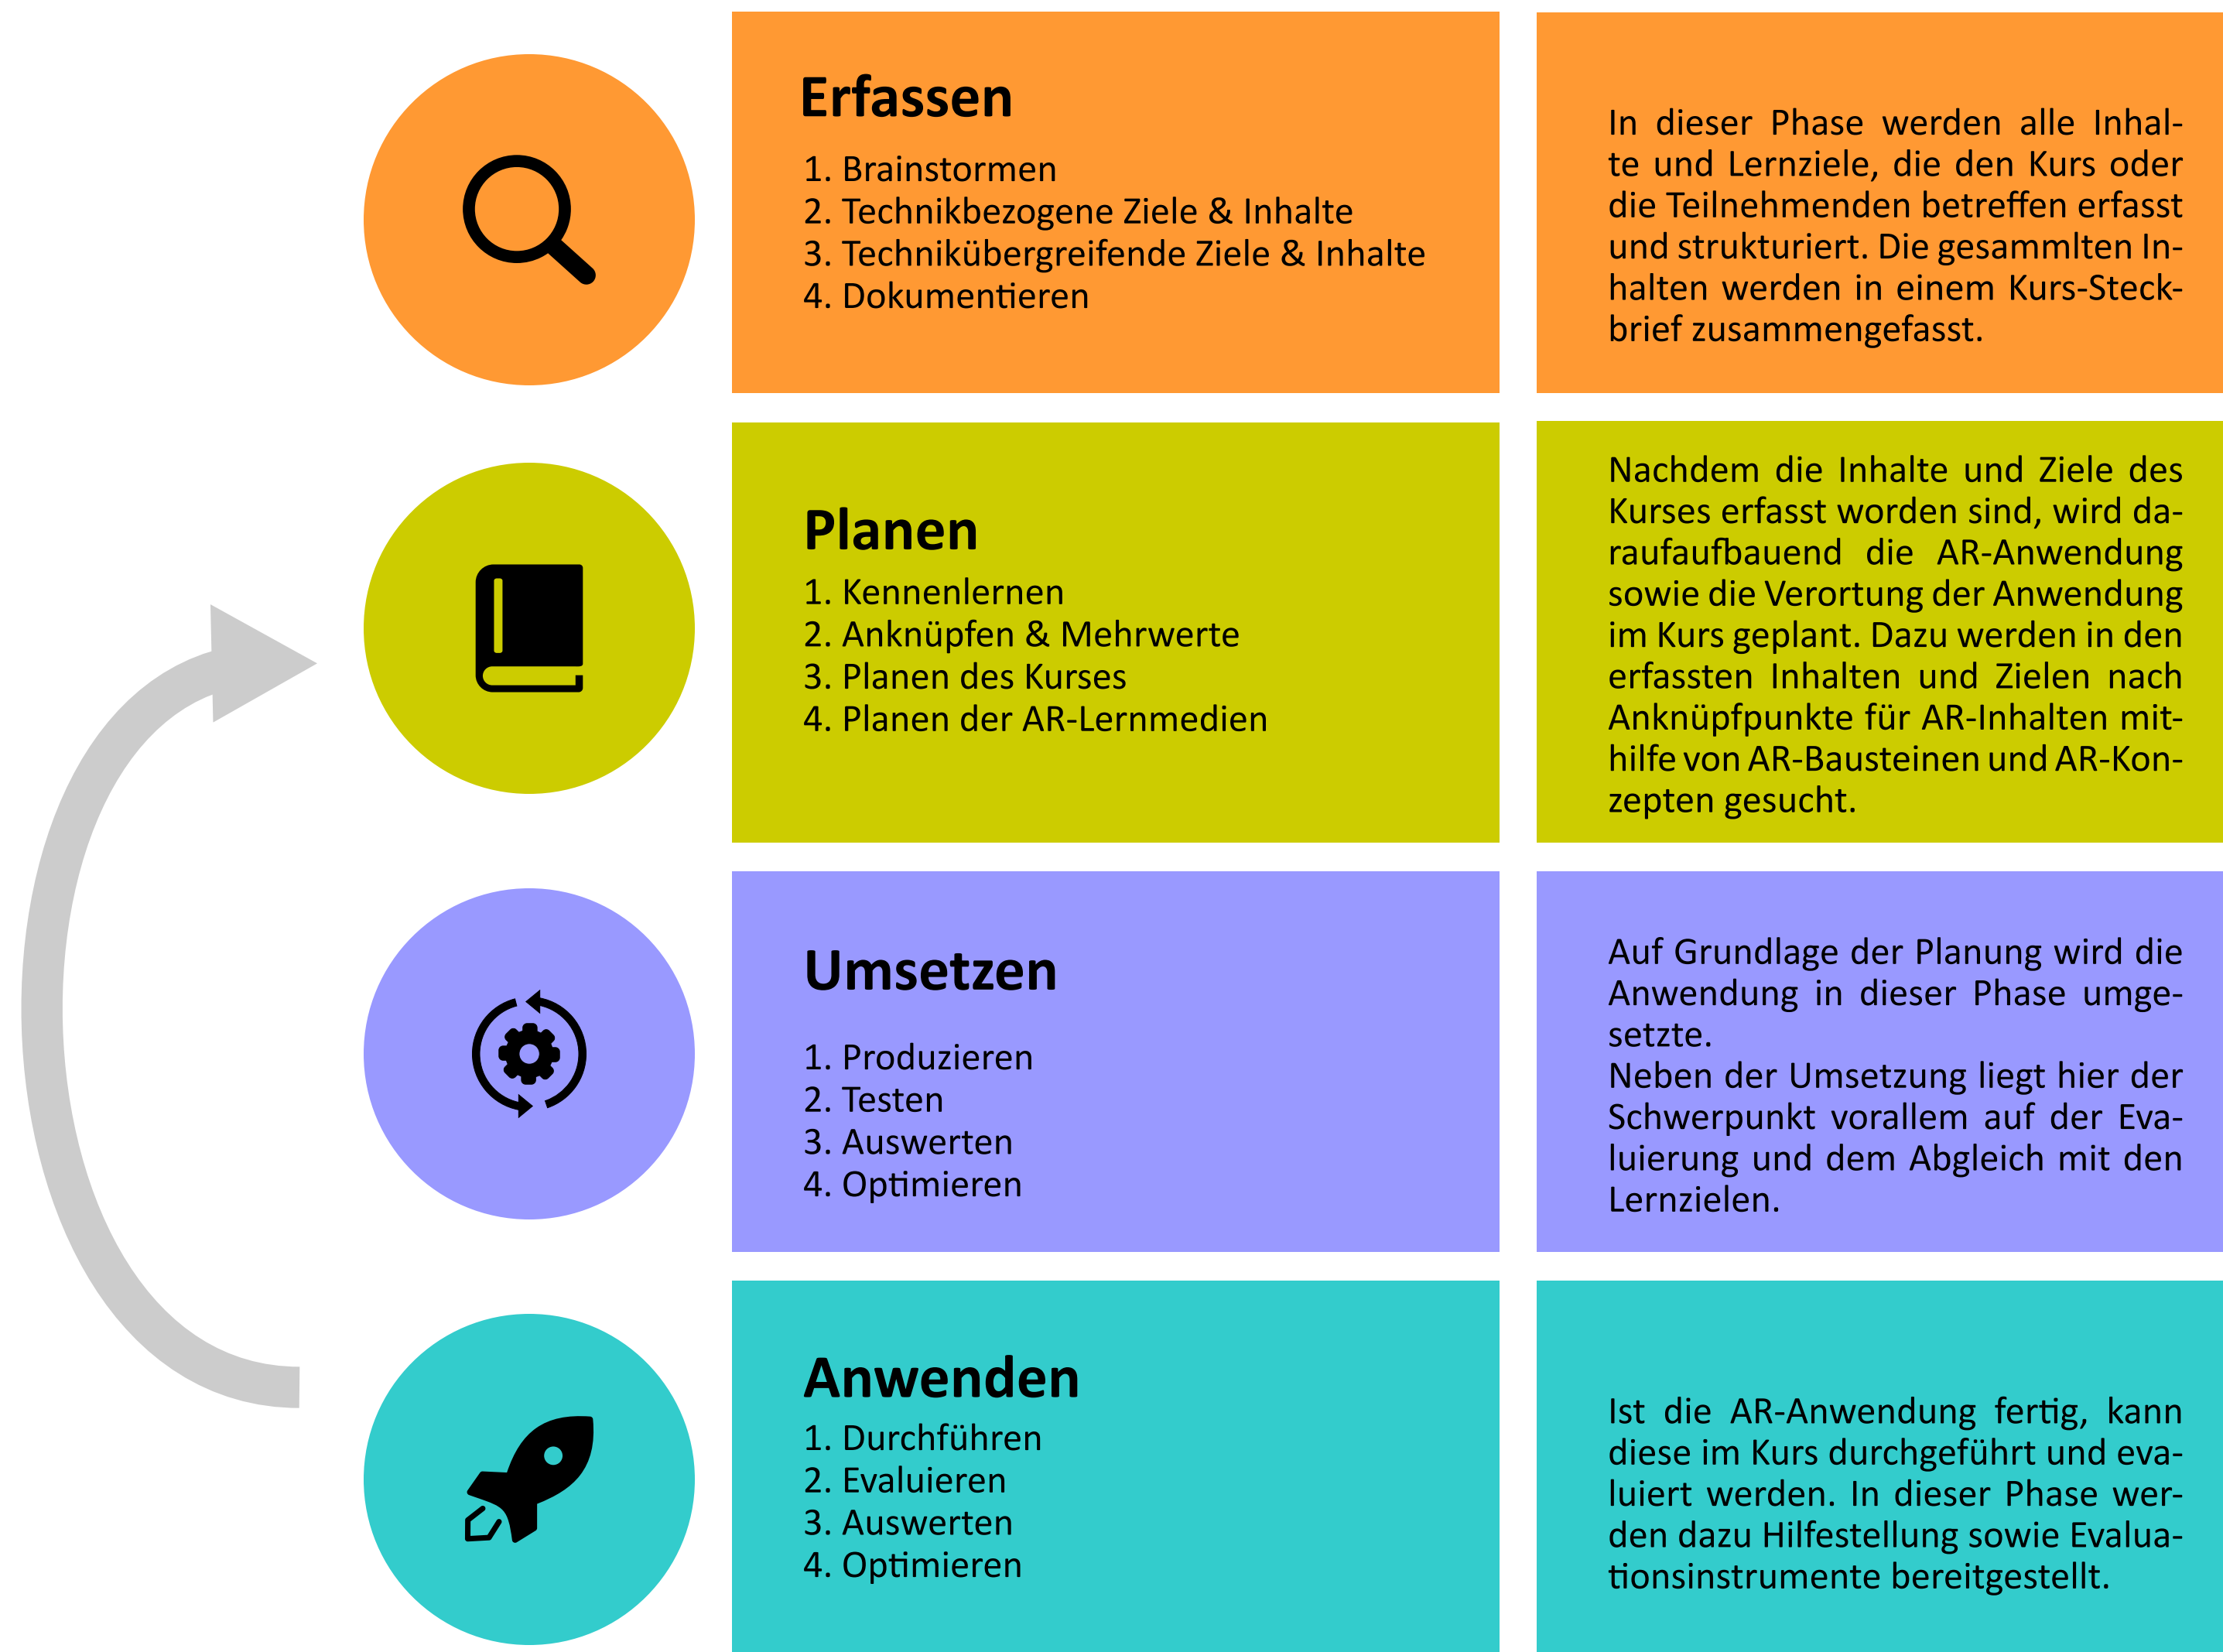 Erfassen
1. Brainstormen
2. Technikbezogene Ziele & Inhalte
3. Technikübergreifende Ziele & Inhalte
4. Dokumentieren
In dieser Phase werden alle Inhal-
te und Lernziele, die den Kurs oder
die Teilnehmenden betreffen erfasst
und strukturiert. Die gesammlten In-
halten werden in einem Kurs-Steck-
brief zusammengefasst.
Planen
1. Kennenlernen
2. Anknüpfen & Mehrwerte
3. Planen des Kurses
4. Planen der AR-Lernmedien
Nachdem die Inhalte und Ziele des
Kurses erfasst worden sind, wird da-
raufaufbauend die AR-Anwendung
sowie die Verortung der Anwendung
im Kurs geplant. Dazu werden in den
erfassten Inhalten und Zielen nach
Anknüpfpunkte für AR-Inhalten mit-
hilfe von AR-Bausteinen und AR-Kon-
zepten gesucht.
Umsetzen
1. Produzieren
2. Testen
3. Auswerten
4. Optimieren
Auf Grundlage der Planung wird die
Anwendung in dieser Phase umge-
setzte.
Neben der Umsetzung liegt hier der
Schwerpunkt vorallem auf der Eva-
luierung und dem Abgleich mit den
Lernzielen.
Anwenden
1. Durchführen
2. Evaluieren
3. Auswerten
4. Optimieren
Ist die AR-Anwendung fertig, kann
diese im Kurs durchgeführt und eva-
luiert werden. In dieser Phase wer-
den dazu Hilfestellung sowie Evalua-
tionsinstrumente bereitgestellt.